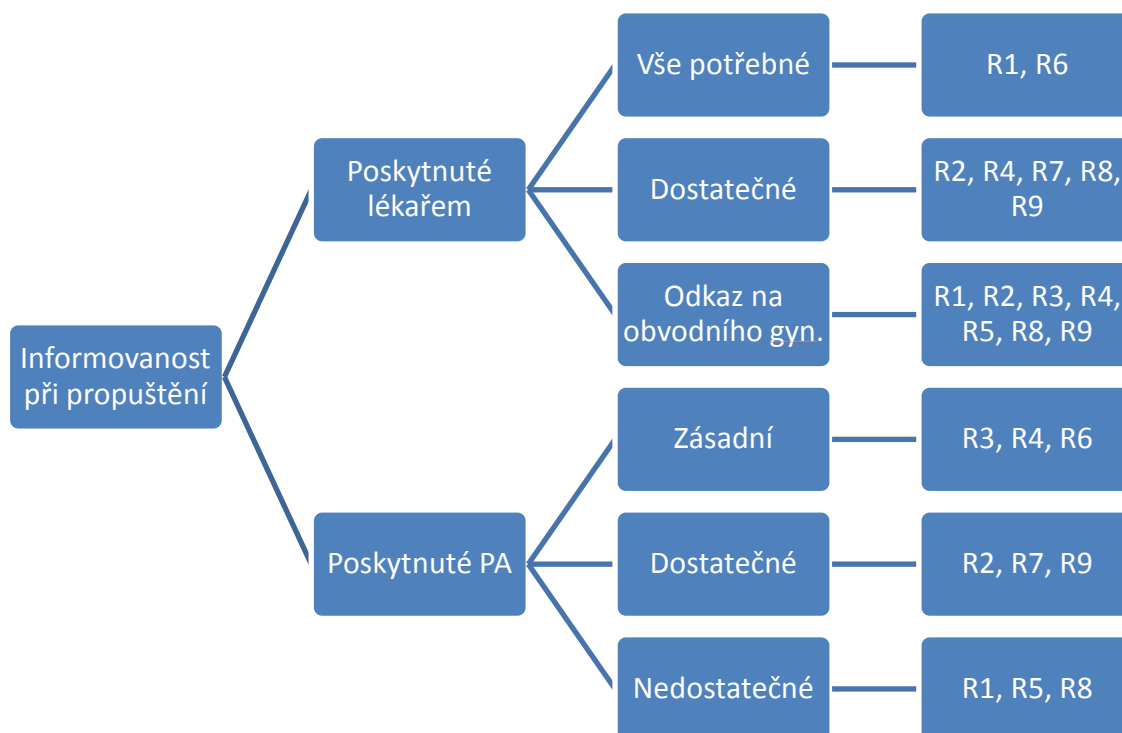 Informovanost
při propuštění
Poskytnuté
lékařem
Vše potřebné
R1, R6
Dostatečné
R2, R4, R7, R8,
R9
Odkaz na
obvodního gyn.
R1, R2, R3, R4,
R5, R8, R9
Poskytnuté PA
Zásadní
R3, R4, R6
Dostatečné
R2, R7, R9
Nedostatečné
R1, R5, R8